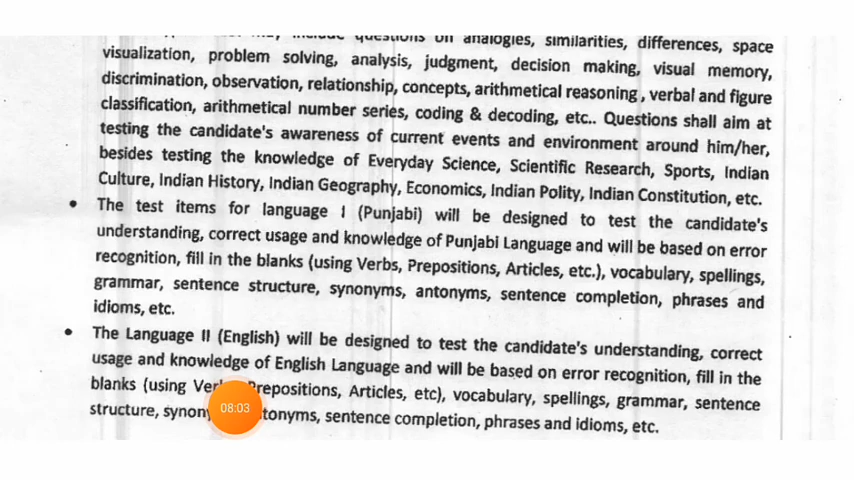 include questions on analogies, similarities, differences, space
visualization, problem solving, analysis, judgment, decision making, visual memory,
discrimination, observation, relationship, concepts, arithmetical reasoning, verbal and figure
classification, arithmetical number series, coding & decoding, etc.. Questions shall aim at
testing the candidate's awareness of current events and environment around him/her,
besides testing the knowledge of Everyday Science, Scientific Research, Sports, Indian
Culture, Indian History, Indian Geography, Economics, Indian Polity, Indian Constitution, etc.
• The test items for language I (Punjabi) will be designed to test the candidate's
understanding, correct usage and knowledge of Punjabi Language and will be based on error
recognition, fill in the blanks (using Verbs, Prepositions, Articles, etc.), vocabulary, spellings,
grammar, sentence structure, synonyms, antonyms, sentence completion, phrases and
idioms, etc.
• The Language II (English) will be designed to test the candidate's understanding, correct
usage and knowledge of English Language and will be based on error recognition, fill in the
blanks (using Prepositions, Articles, etc), vocabulary, spellings, grammar, sentence
structure, sentence completion, phrases and idioms, etc.
08:03